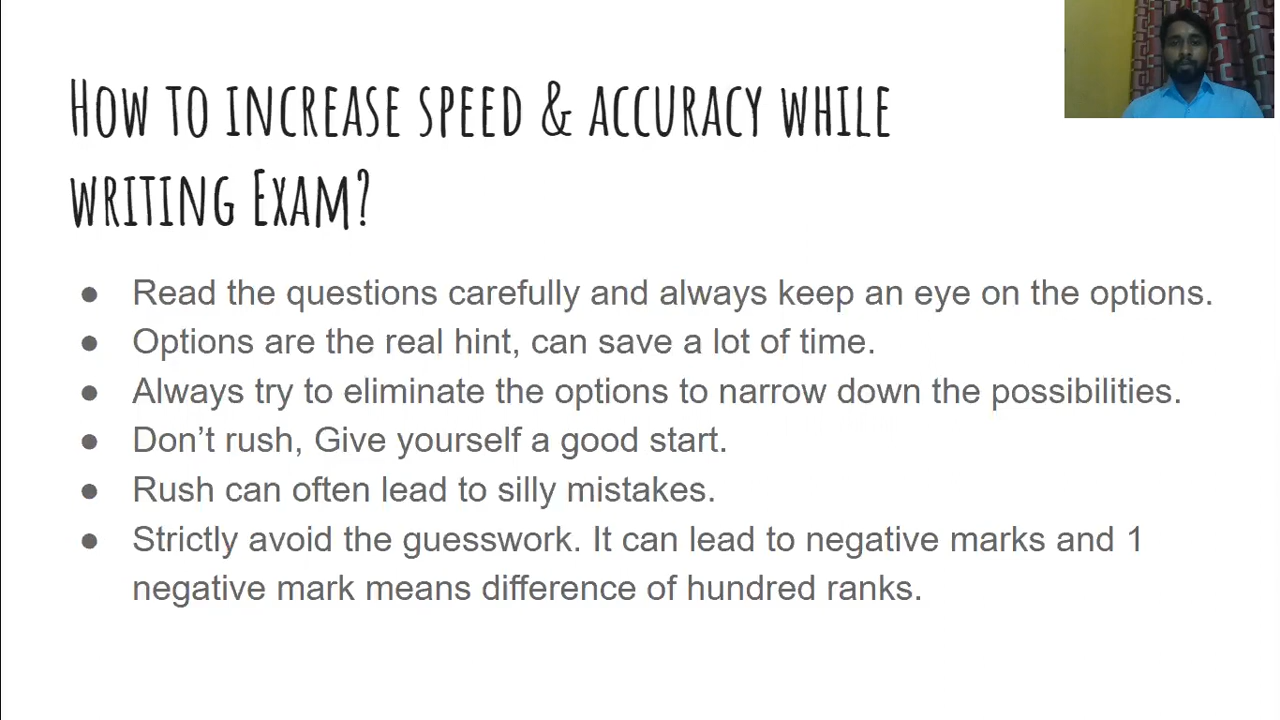 How to increase speed & accuracy while
writing Exam?
● Read the questions carefully and always keep an eye on the options.
● Options are the real hint, can save a lot of time.
● Always try to eliminate the options to narrow down the possibilities.
● Don’t rush, Give yourself a good start.
● Rush can often lead to silly mistakes.
● Strictly avoid the guesswork. It can lead to negative marks and 1
negative mark means difference of hundred ranks.